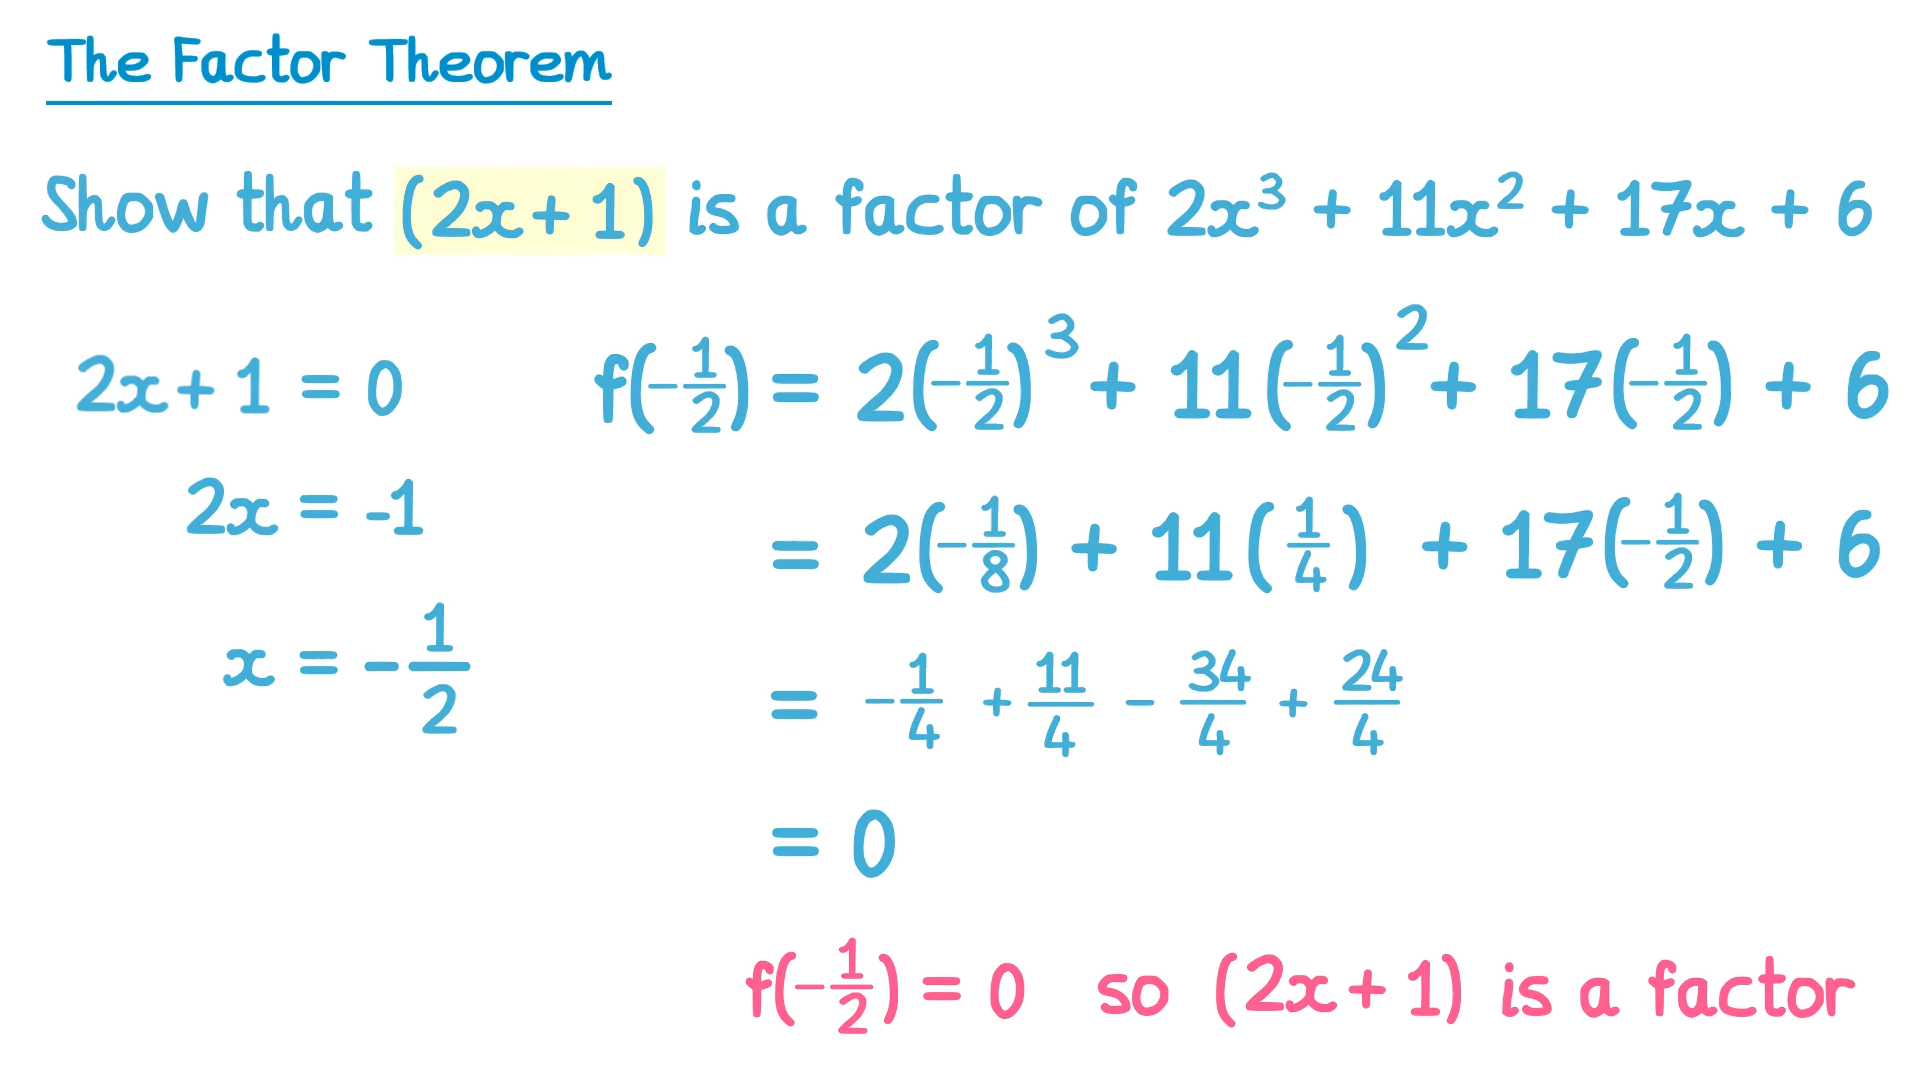 The Factor Theorem
Show that (2x + 1) is a factor of 2x³ + 11x² + 17x + 6
2x + 1 = 0
2x = -1
x = -1/2
f(-1/2) = 2(-1/2)³ + 11(-1/2)² + 17(-1/2) + 6
= 2(-1/8) + 11(1/4) + 17(-1/2) + 6
= -1/4 + 11/4 - 34/4 + 24/4
= 0
f(-1/2) = 0 so (2x + 1) is a factor